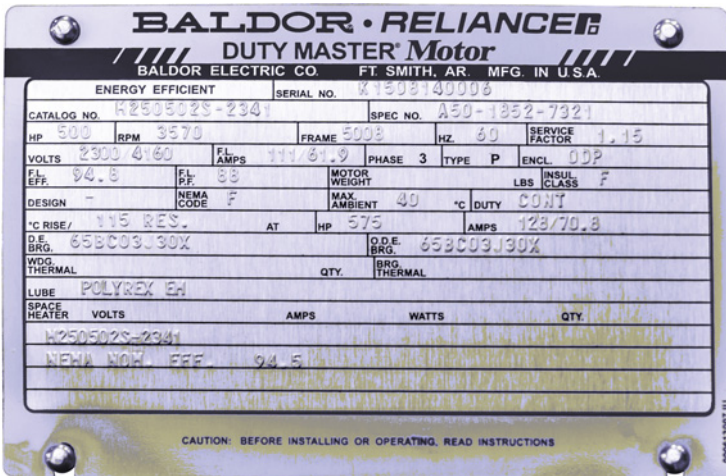 BALDOR • RELIANCE
DUTY MASTER® Motor
BALDOR ELECTRIC CO. FT. SMITH, AR. MFG. IN U.S.A.
ENERGY EFFICIENT SERIAL NO. K1508140006
CATALOG NO. H250502S-2341 SPEC NO. A50-1852-7321
HP 500 RPM 3570 FRAME 5008 HZ. 60 SERVICE FACTOR 1.15
VOLTS 2300/4160 F.L. AMPS 111/61.9 PHASE 3 TYPE P ENCL. ODP
F.L. EFF. 94.8 F.L. P.F. 88 MOTOR WEIGHT LBS INSUL. CLASS F
DESIGN - NEMA CODE F MAX. AMBIENT 40 °C DUTY CONT
°C RISE/ 115 RES. AT HP 575 AMPS 128/70.8
D.E. BRG. 65BC03J30X O.D.E. BRG. 65BC03J30X
WDG. THERMAL QTY. BRG. THERMAL
LUBE POLYREX EM
SPACE HEATER VOLTS AMPS WATTS QTY.
H250502S-2341
NEMA NOM. EFF. 94.5
CAUTION: BEFORE INSTALLING OR OPERATING, READ INSTRUCTIONS